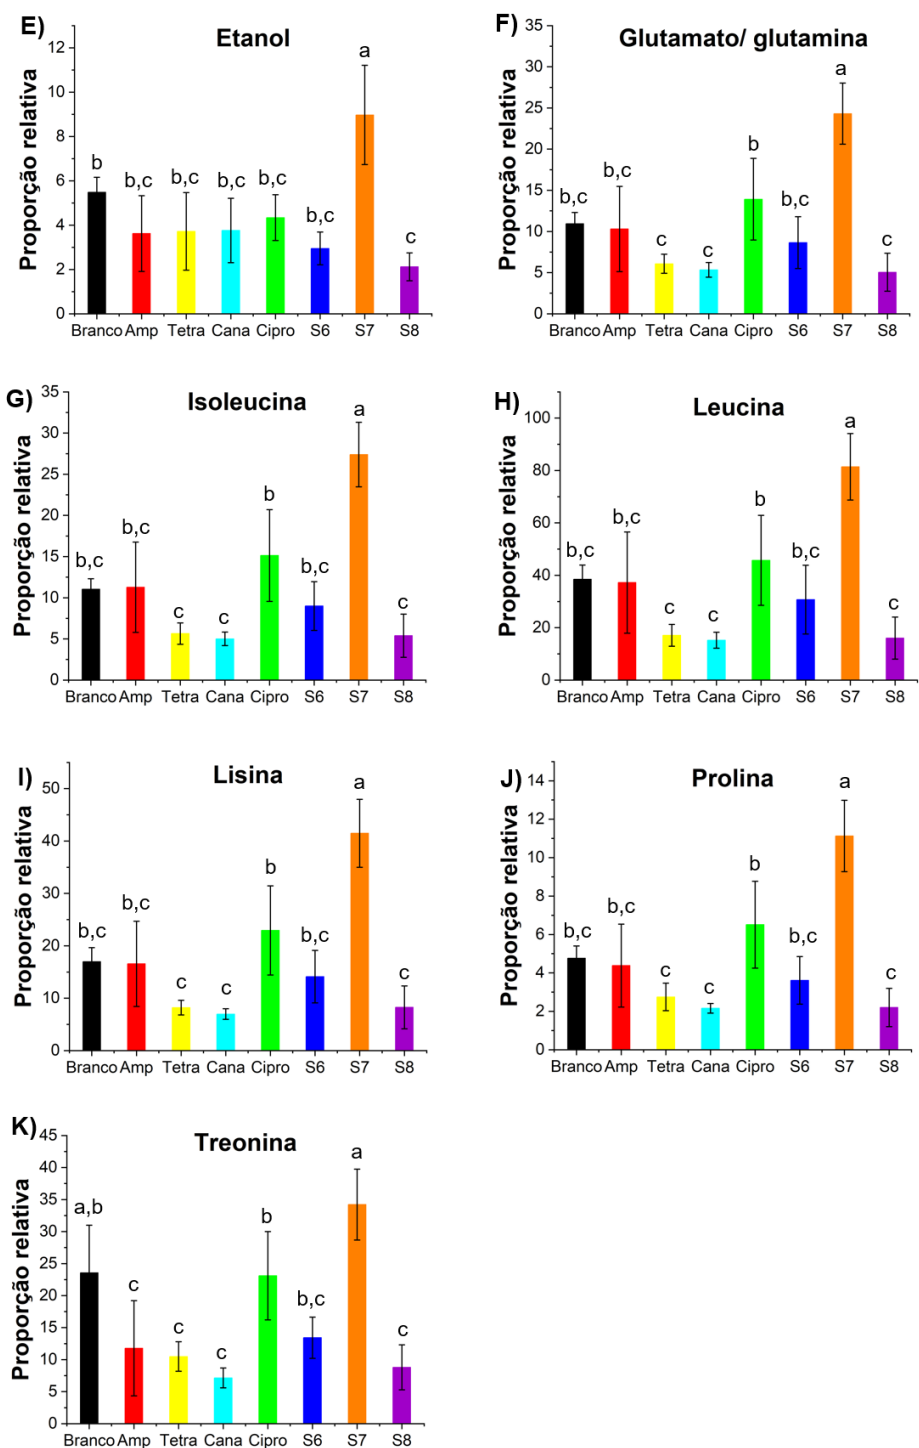 E)
Etanol
Proporção relativa
12
10
8
6
4
2
0
b
b,c
b,c
b,c
b,c
b,c
a
c
Branco Amp Tetra Cana Cipro S6 S7 S8
F)
Glutamato/ glutamina
Proporção relativa
35
30
25
20
15
10
5
0
b,c
b,c
c
c
b
b,c
a
c
Branco Amp Tetra Cana Cipro S6 S7 S8
G)
Isoleucina
Proporção relativa
35
30
25
20
15
10
5
0
b,c
b,c
c
c
b
b,c
a
c
Branco Amp Tetra Cana Cipro S6 S7 S8
H)
Leucina
Proporção relativa
100
80
60
40
20
0
b,c
b,c
c
c
b
b,c
a
c
Branco Amp Tetra Cana Cipro S6 S7 S8
I)
Lisina
Proporção relativa
50
40
30
20
10
0
b,c
b,c
c
c
b
b,c
a
c
Branco Amp Tetra Cana Cipro S6 S7 S8
J)
Prolina
Proporção relativa
14
12
10
8
6
4
2
0
b,c
b,c
c
c
b
b,c
a
c
Branco Amp Tetra Cana Cipro S6 S7 S8
K)
Treonina
Proporção relativa
45
40
35
30
25
20
15
10
5
0
a,b
c
c
c
b
b,c
a
c
Branco Amp Tetra Cana Cipro S6 S7 S8